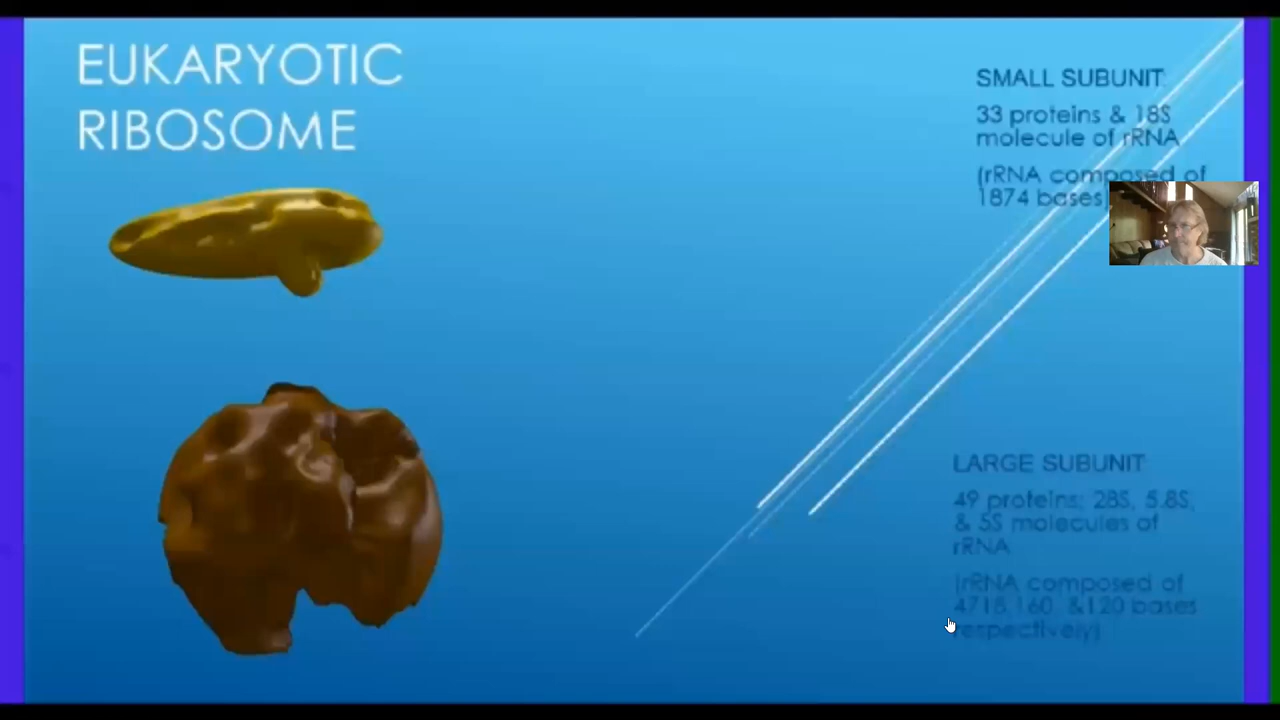 EUKARYOTIC
RIBOSOME
SMALL SUBUNIT:
33 proteins & 18S
molecule of rRNA
(rRNA composed of
1874 bases)
LARGE SUBUNIT
49 proteins; 28S, 5.8S,
& 5S molecules of
rRNA
(rRNA composed of
4718,160, &120 bases
respectively)